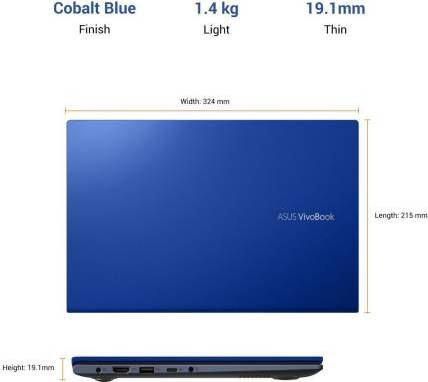 Cobalt Blue 1.4 kg 19.1mm
Finish Light Thin
Width: 324 mm
ASUS VivoBook
Length: 215 mm
Height: 19.1mm